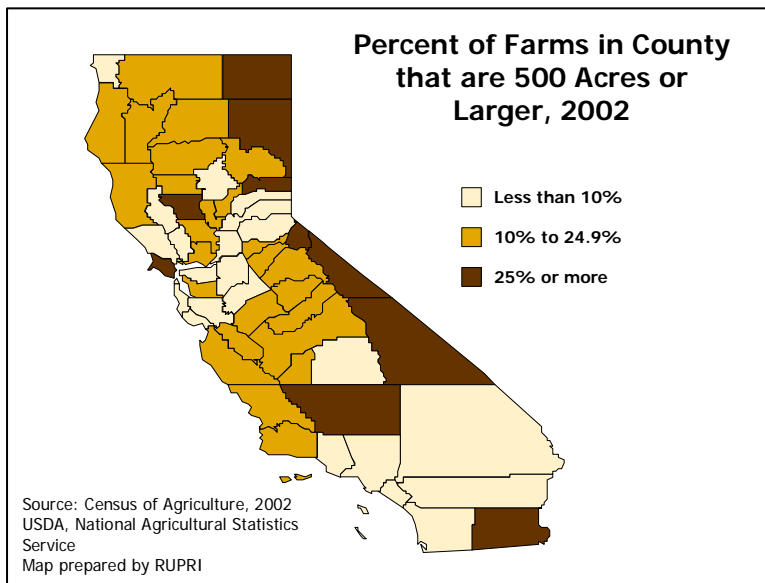 Percent of Farms in County
that are 500 Acres or
Larger, 2002
Less than 10%
10% to 24.9%
25% or more
Source: Census of Agriculture, 2002
USDA, National Agricultural Statistics
Service
Map prepared by RUPRI